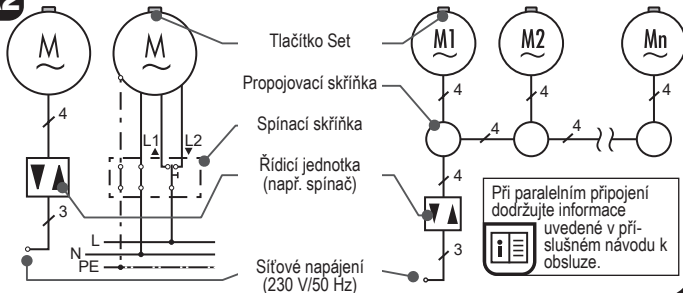 A2
M
M
Tlačítko Set
M1
M2
Mn
4
4
4
4
Propojovací skříňka
4
4
L1
L2
Spínací skříňka
4
Řídicí jednotka
(např. spínač)
3
3
L
N
PE
Síťové napájení
(230 V/50 Hz)
Při paralelním připojení
dodržujte informace
uvedené v pří-
slušném návodu k
obsluze.